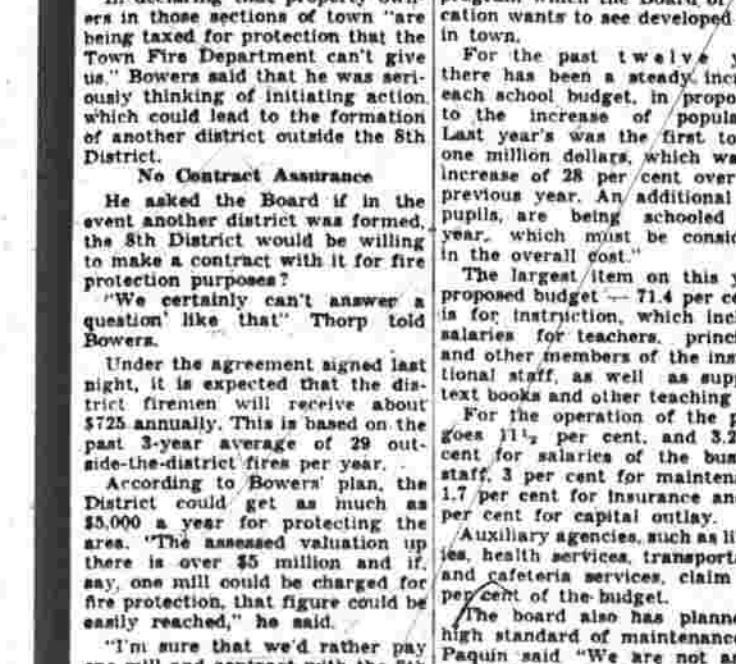 ers in those sections of town "are
being taxed for protection that the
Town Fire Department can't give
us." Bowers said that he was seri-
ously thinking of initiating action
which could lead to the formation
of another district outside the 8th
District.
No Contract Assurance
He asked the Board if in the
event another district was formed,
the 8th District would be willing
to make a contract with it for fire
protection purposes?
"We certainly can't answer a
question' like that" Thorp told
Bowers.
Under the agreement signed last
night, it is expected that the dis-
trict firemen will receive about
$725 annually. This is based on the
past 3-year average of 29 out-
side-the-district fires per year.
According to Bowers' plan, the
District could get as much as
$5,000 a year for protecting the
area. "The assessed valuation up
there is over $5 million and if,
say, one mill could be charged for
fire protection, that figure could be
easily reached," he said.
"I'm sure that we'd rather pay
cation wants to see developed
in town.
For the past twelve
there has been a steady
each school budget, in
to the increase of
Last year's was the first to
one million dollars, which
increase of 28 per cent over
previous year. An additional
pupils, are being schooled
year, which must be
in the overall cost."
The largest item on this
proposed budget — 71.4 per
is for instruction, which
salaries for teachers,
and other members of the
tional staff, as well as
text books and other teaching
For the operation of the
goes 11½ per cent, and 3.2
cent for salaries of the
staff, 3 per cent for
1.7 per cent for insurance
per cent for capital outlay.
Auxiliary agencies, such as
ies, health services,
and cafeteria services, claim
per cent of the budget.
The board also has
high standard of maintenance
Paquin said "We are not